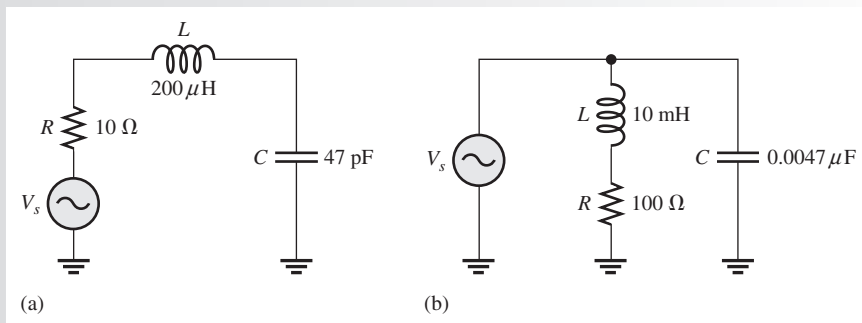 L
200 μH
R 10 Ω
C 47 pF
V_s
(a)
L 10 mH
V_s
C 0.0047 μF
R 100 Ω
(b)